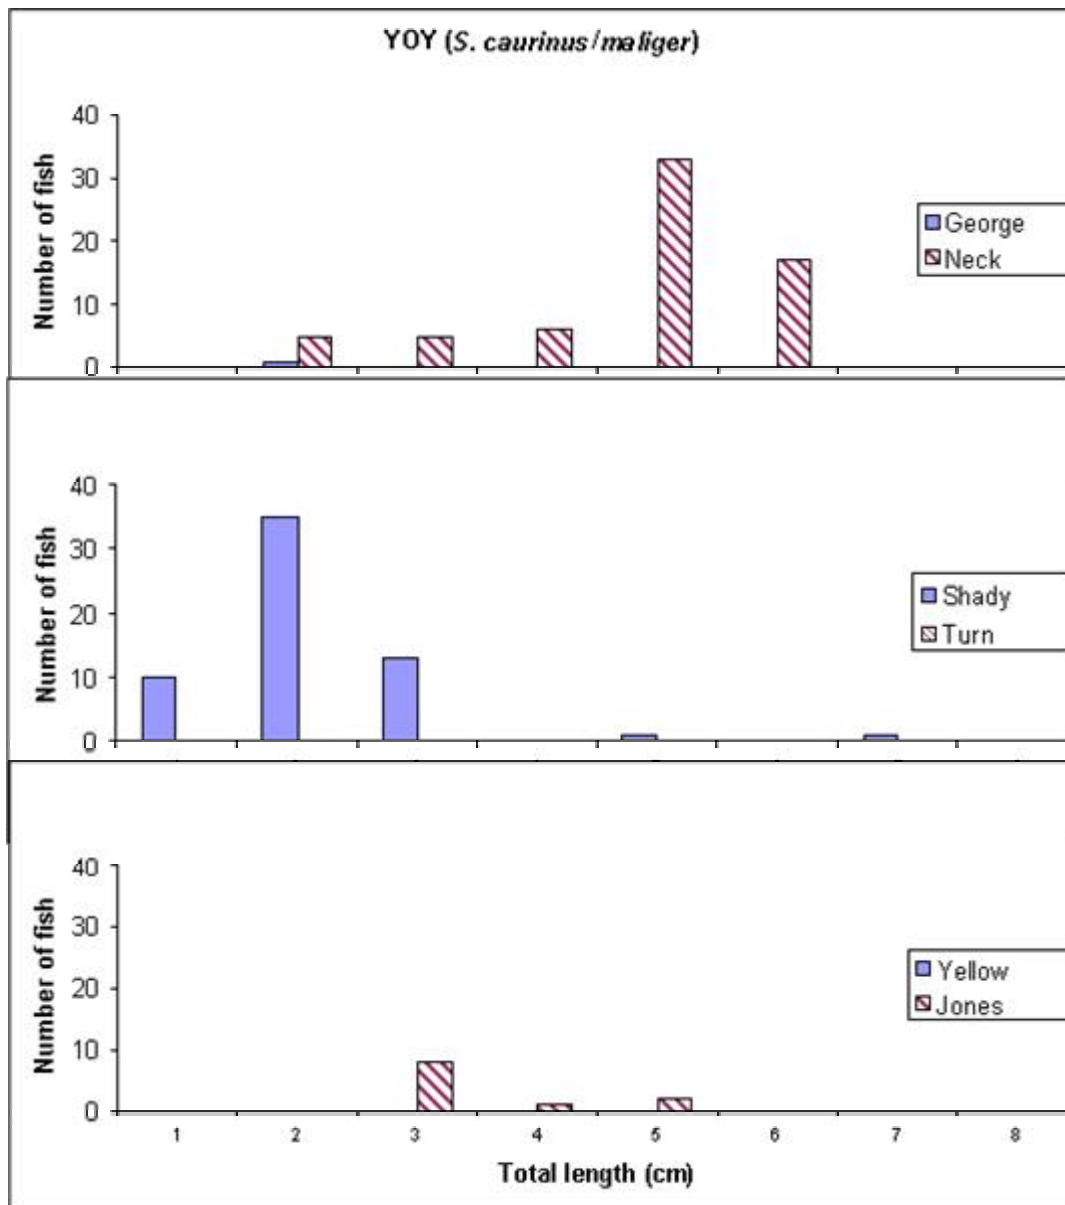 YOY (S. caurinus/maliger)
Number of fish
40
30
20
10
0
George
Neck
Number of fish
40
30
20
10
0
Shady
Turn
Number of fish
40
30
20
10
0
Yellow
Jones
1 2 3 4 5 6 7 8
Total length (cm)